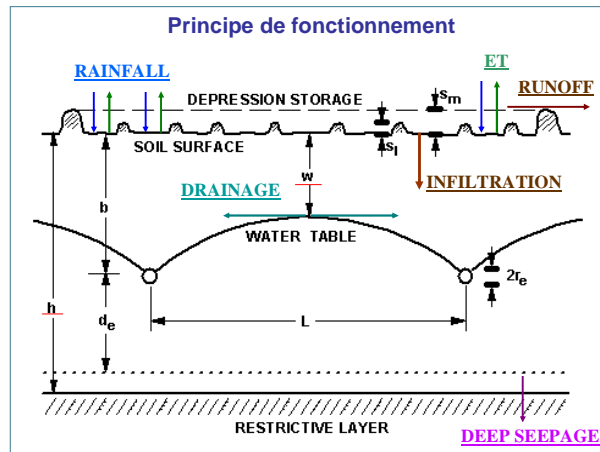 Principe de fonctionnement
RAINFALL
ET
RUNOFF
DEPRESSION STORAGE
sm
SOIL SURFACE
sl
INFILTRATION
w
b
DRAINAGE
WATER TABLE
2re
h
de
L
RESTRICTIVE LAYER
DEEP SEEPAGE